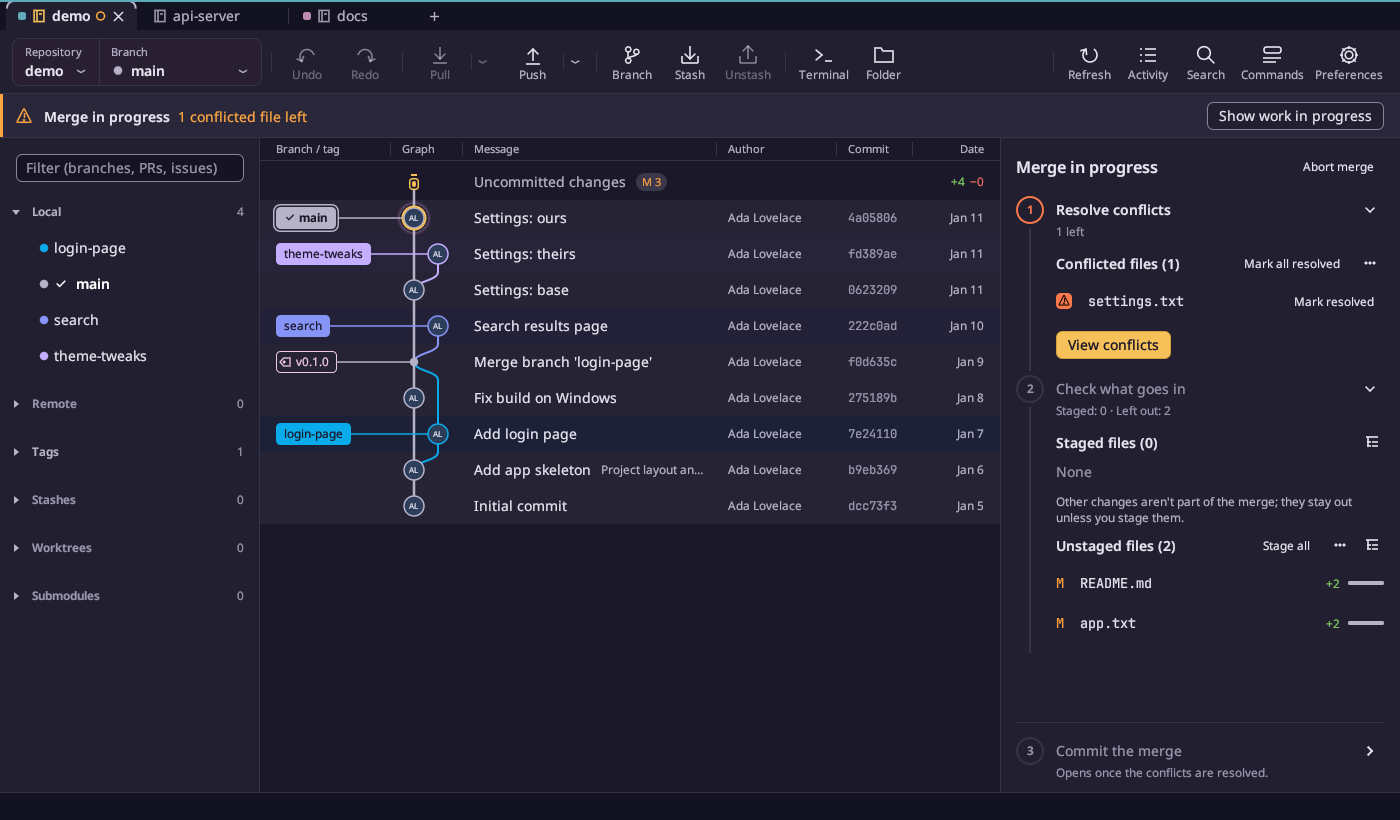 demo
api-server
docs
+
Repository
demo
Branch
main
Undo
Redo
Pull
Push
Branch
Stash
Unstash
Terminal
Folder
Refresh
Activity
Search
Commands
Preferences
Merge in progress 1 conflicted file left
Show work in progress
Filter (branches, PRs, issues)
Local 4
login-page
main
search
theme-tweaks
Remote 0
Tags 1
Stashes 0
Worktrees 0
Submodules 0
Branch / tag Graph Message Author Commit Date
Uncommitted changes M 3 +4 −0
main AL Settings: ours Ada Lovelace 4a05806 Jan 11
theme-tweaks AL Settings: theirs Ada Lovelace fd389ae Jan 11
AL Settings: base Ada Lovelace 0623209 Jan 11
search AL Search results page Ada Lovelace 222c0ad Jan 10
v0.1.0 Merge branch 'login-page' Ada Lovelace f0d635c Jan 9
AL Fix build on Windows Ada Lovelace 275189b Jan 8
login-page AL Add login page Ada Lovelace 7e24110 Jan 7
AL Add app skeleton Project layout an... Ada Lovelace b9eb369 Jan 6
AL Initial commit Ada Lovelace dcc73f3 Jan 5
Merge in progress Abort merge
1 Resolve conflicts
1 left
Conflicted files (1) Mark all resolved
settings.txt Mark resolved
View conflicts
2 Check what goes in
Staged: 0 · Left out: 2
Staged files (0)
None
Other changes aren't part of the merge; they stay out
unless you stage them.
Unstaged files (2) Stage all
M README.md +2
M app.txt +2
3 Commit the merge
Opens once the conflicts are resolved.